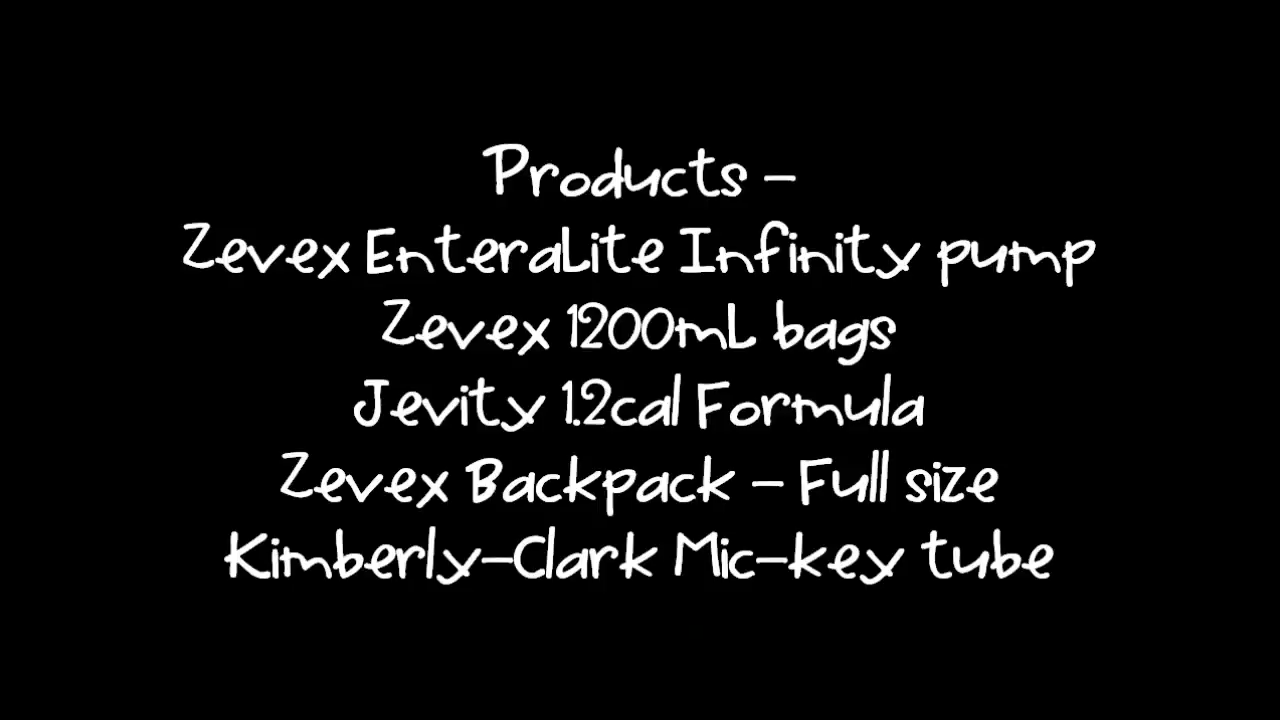 Products -
Zevex EnteraLite Infinity pump
Zevex 1200mL bags
Jevity 1.2cal Formula
Zevex Backpack - Full size
Kimberly-Clark Mic-key tube